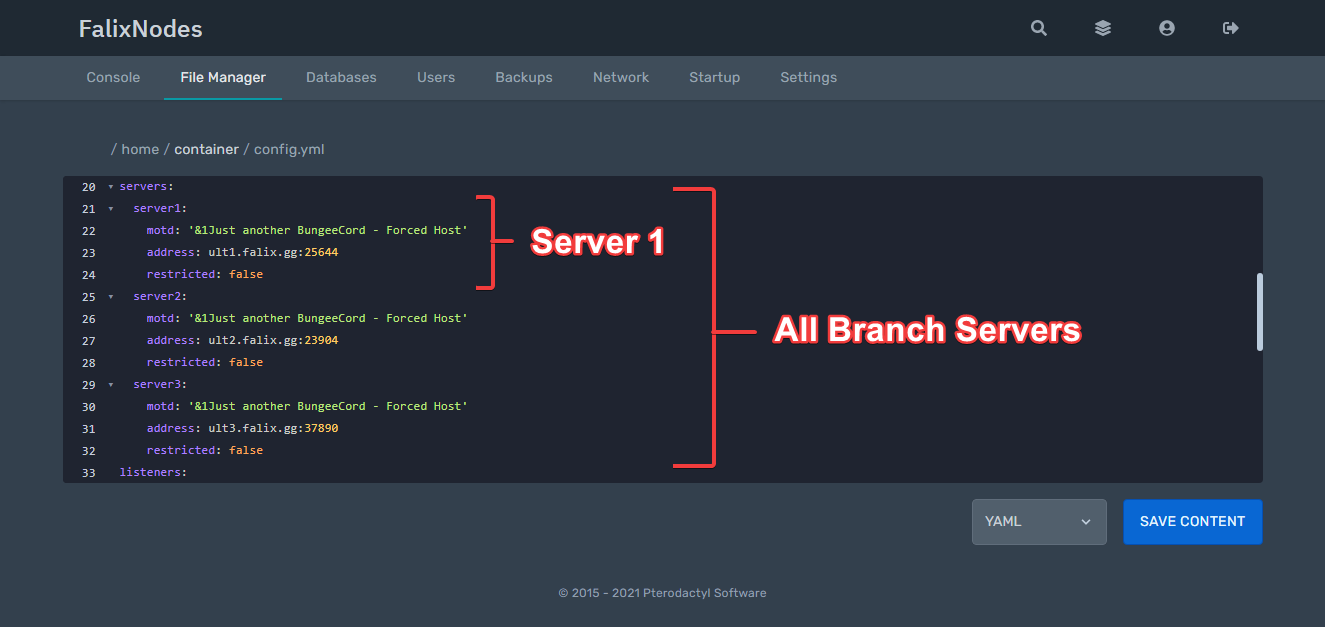 FalixNodes
Console File Manager Databases Users Backups Network Startup Settings
/ home / container / config.yml
20 servers:
21 server1:
22 motd: '&1Just another BungeeCord - Forced Host'
23 address: ult1.falix.gg:25644
24 restricted: false
25 server2:
26 motd: '&1Just another BungeeCord - Forced Host'
27 address: ult2.falix.gg:23904
28 restricted: false
29 server3:
30 motd: '&1Just another BungeeCord - Forced Host'
31 address: ult3.falix.gg:37890
32 restricted: false
33 listeners:
Server 1
All Branch Servers
YAML
SAVE CONTENT
© 2015 - 2021 Pterodactyl Software